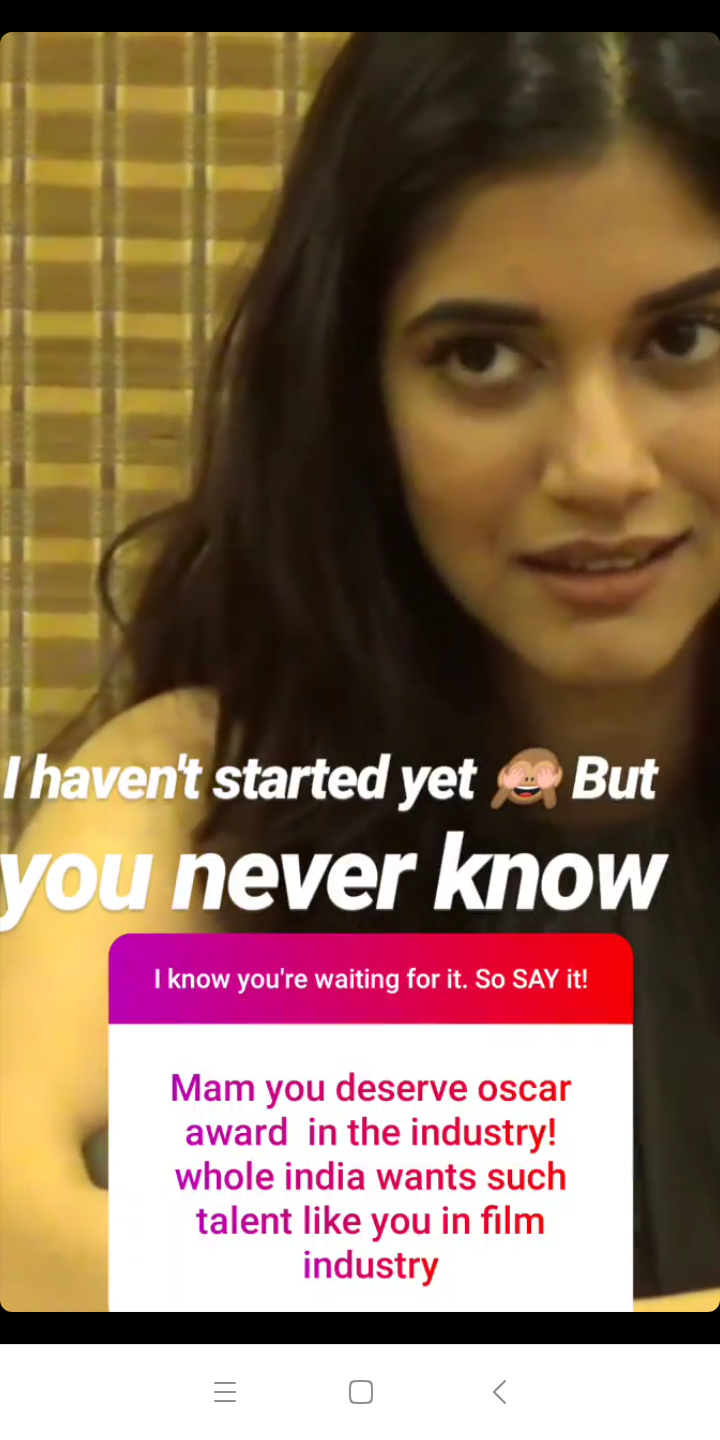 I haven't started yet 🙈 But
you never know
I know you're waiting for it. So SAY it!
Mam you deserve oscar
award  in the industry!
whole india wants such
talent like you in film
industry